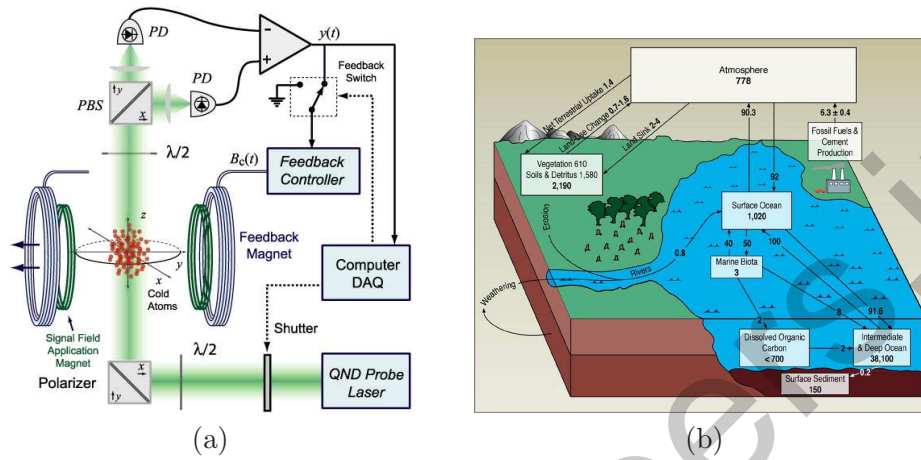 PD
PD
PBS
y
x
λ/2
−
+
y(t)
Feedback
Switch
B_c(t)
Feedback
Controller
Feedback
Magnet
z
y
x
Cold
Atoms
Computer
DAQ
Signal Field
Application
Magnet
Shutter
Polarizer
x
y
λ/2
QND Probe
Laser
(a)
Atmosphere
778
Net Terrestrial Uptake 1.4
Land Use Change 0.7-1.6
Land Sink 2-4
90.3
92
6.3 ± 0.4
Fossil Fuels &
Cement
Production
Vegetation 610
Soils & Detritus 1,580
2,190
Surface Ocean
1,020
Erosion
Weathering
Rivers
0.8
40
50
100
Marine Biota
3
8
91.6
2
Dissolved Organic
Carbon
<700
2
Intermediate
& Deep Ocean
38,100
0.2
Surface Sediment
150
(b)